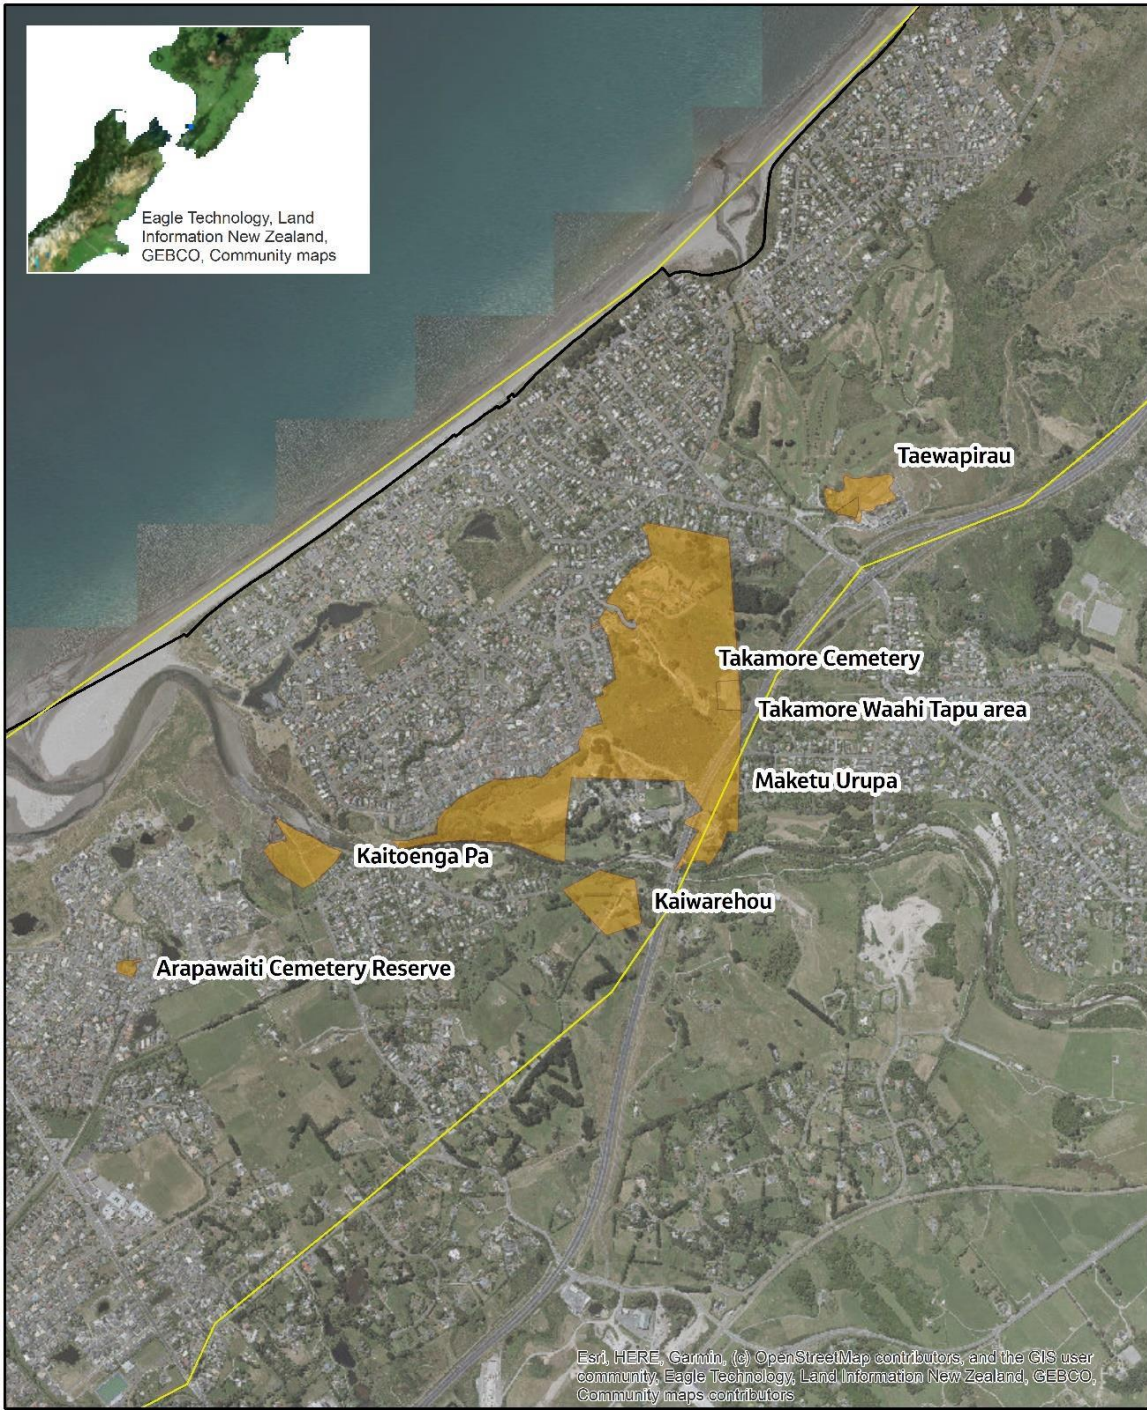 Eagle Technology, Land
Information New Zealand,
GEBCO, Community maps
Taewapirau
Takamore Cemetery
Takamore Waahi Tapu area
Maketu Urupa
Kaitoenga Pa
Kaiwarehou
Arapawaiti Cemetery Reserve
Esri, HERE, Garmin, (c) OpenStreetMap contributors, and the GIS user
community, Eagle Technology, Land Information New Zealand, GEBCO,
Community maps contributors